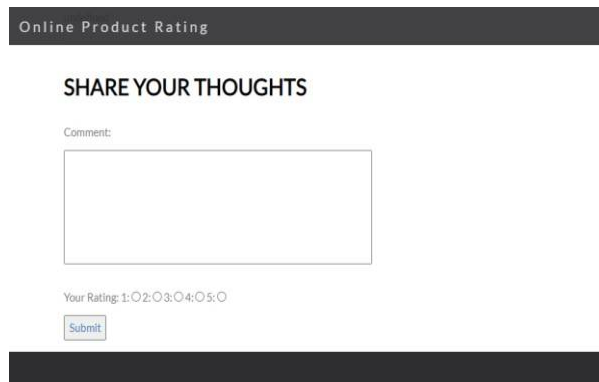 Online Product Rating
SHARE YOUR THOUGHTS
Comment:
Your Rating: 1: 2: 3: 4: 5:
Submit